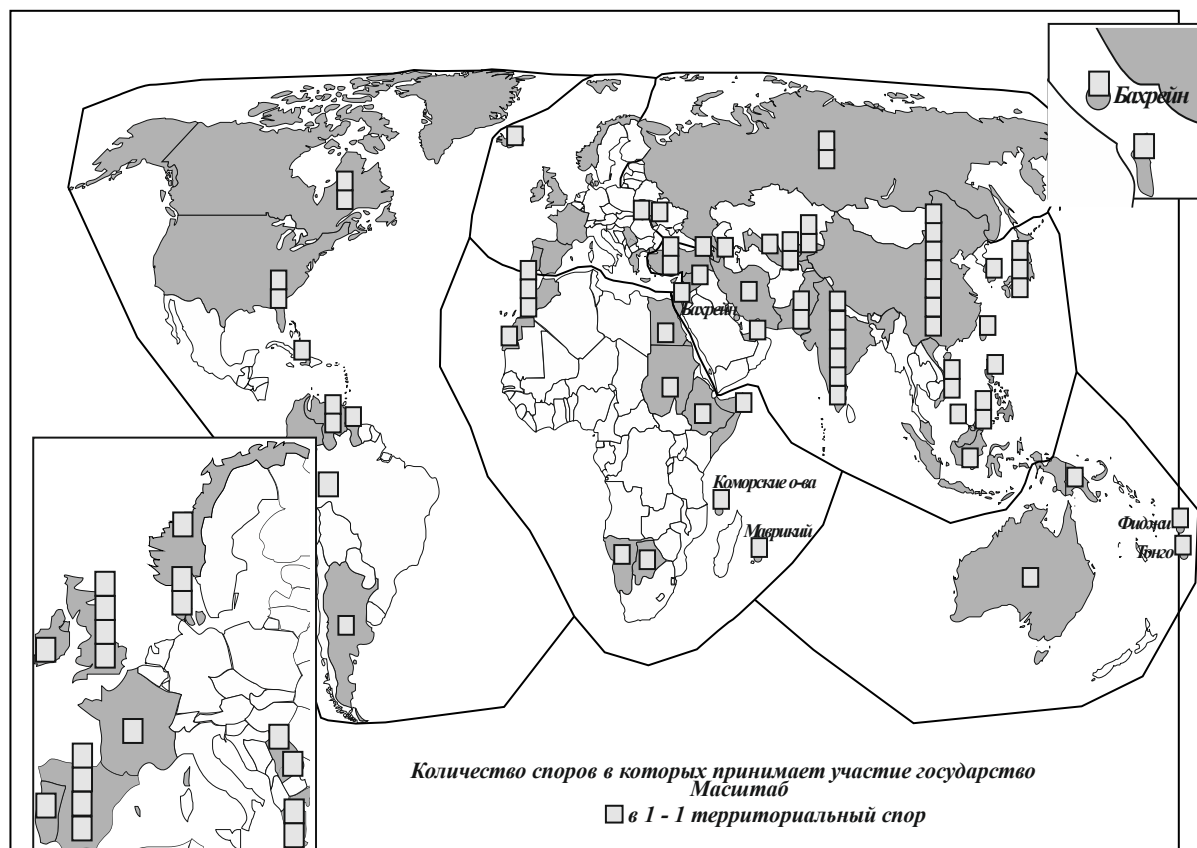 Бахрейн
Бахрейн
Коморские о-ва
Маврикий
Фиджи
Тонго
Количество споров в которых принимает участие государство
Масштаб
в 1 - 1 территориальный спор